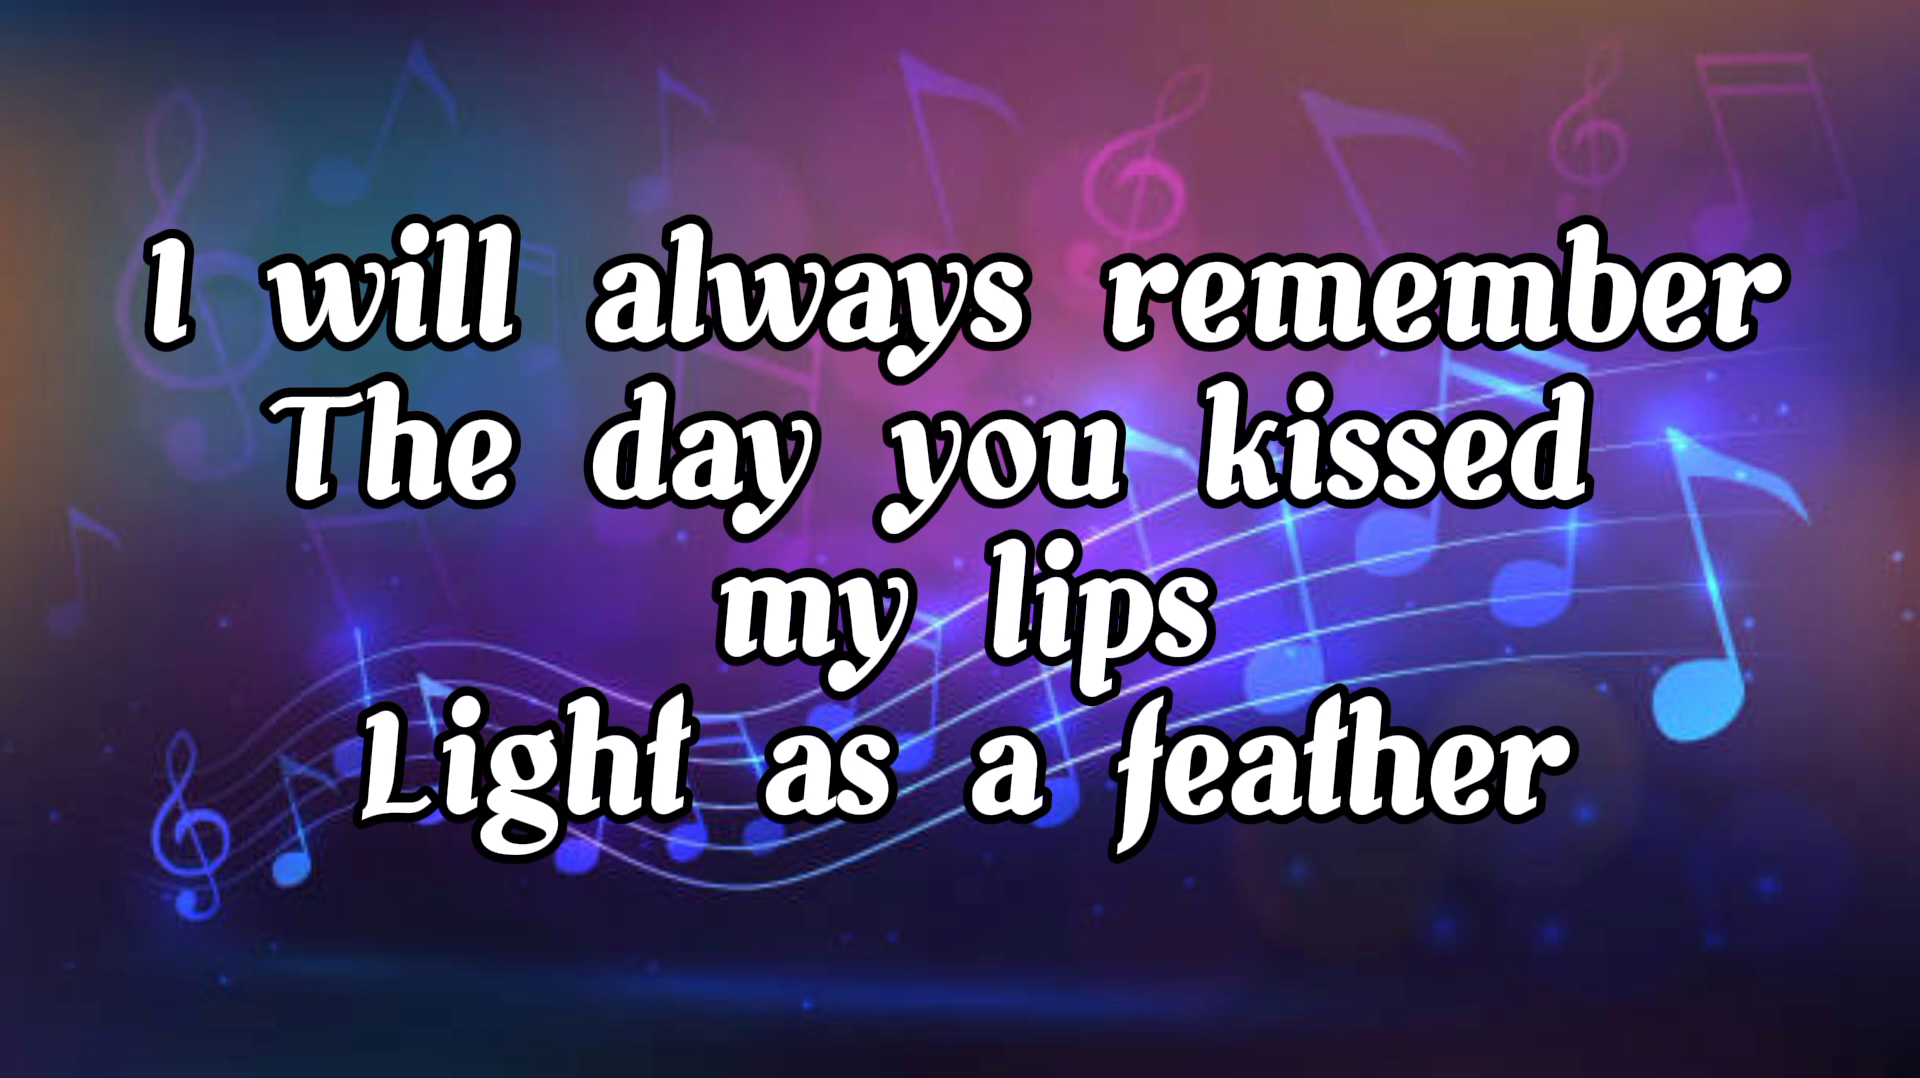 I will always remember
The day you kissed
my lips
Light as a feather